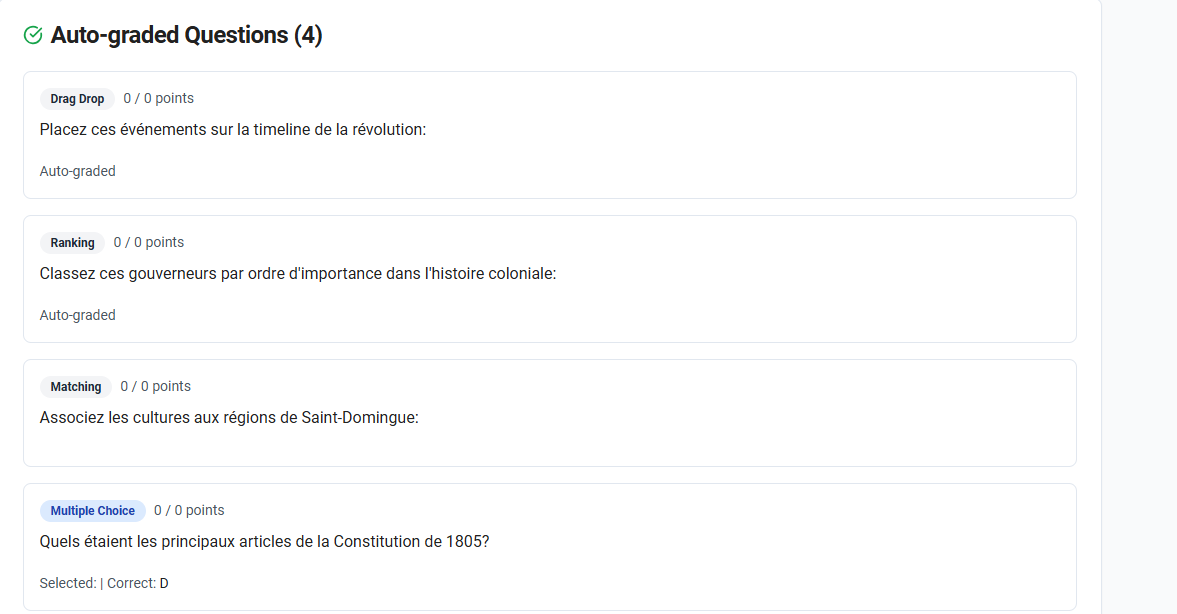 Auto-graded Questions (4)
Drag Drop 0 / 0 points
Placez ces événements sur la timeline de la révolution:
Auto-graded
Ranking 0 / 0 points
Classez ces gouverneurs par ordre d'importance dans l'histoire coloniale:
Auto-graded
Matching 0 / 0 points
Associez les cultures aux régions de Saint-Domingue:
Multiple Choice 0 / 0 points
Quels étaient les principaux articles de la Constitution de 1805?
Selected: | Correct: D